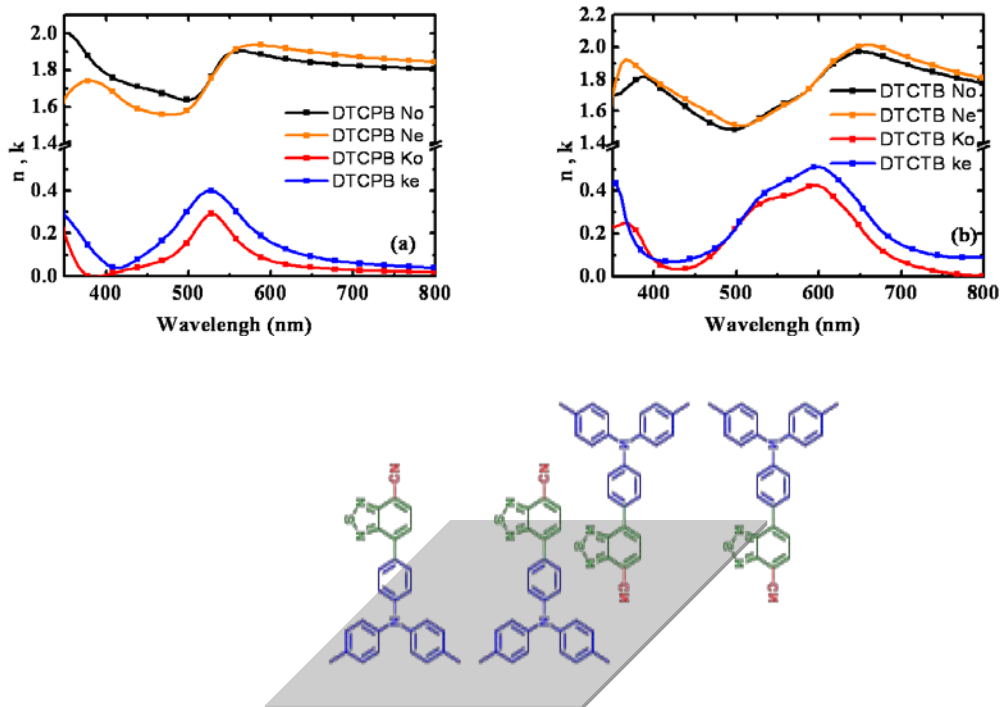 2.0
1.8
1.6
1.4
0.4
0.2
0.0
n , k
DTCPB No
DTCPB Ne
DTCPB Ko
DTCPB ke
(a)
400 500 600 700 800
Wavelengh (nm)
2.2
2.0
1.8
1.6
1.4
0.4
0.2
0.0
DTCTB No
DTCTB Ne
DTCTB Ko
DTCTB ke
(b)
400 500 600 700 800
Wavelengh (nm)
N N
CN CN
N N
S S
N N
N N
N N
S S
N N
CN CN